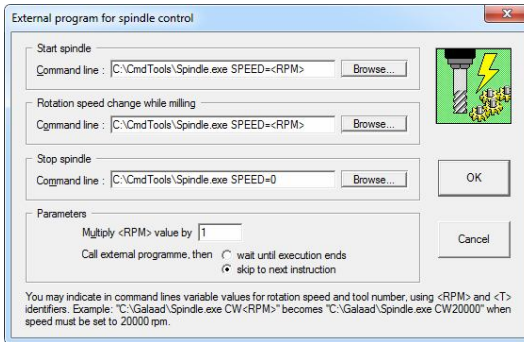 External program for spindle control
Start spindle
Command line : C:\CmdTools\Spindle.exe SPEED=<RPM> Browse...
Rotation speed change while milling
Command line : C:\CmdTools\Spindle.exe SPEED=<RPM> Browse...
Stop spindle
Command line : C:\CmdTools\Spindle.exe SPEED=0 Browse...
OK
Parameters
Multiply <RPM> value by 1
Cancel
Call external programme, then wait until execution ends
skip to next instruction
You may indicate in command lines variable values for rotation speed and tool number, using <RPM> and <T>
identifiers. Example: "C:\Galaad\Spindle.exe CW<RPM>" becomes "C:\Galaad\Spindle.exe CW20000" when
speed must be set to 20000 rpm.